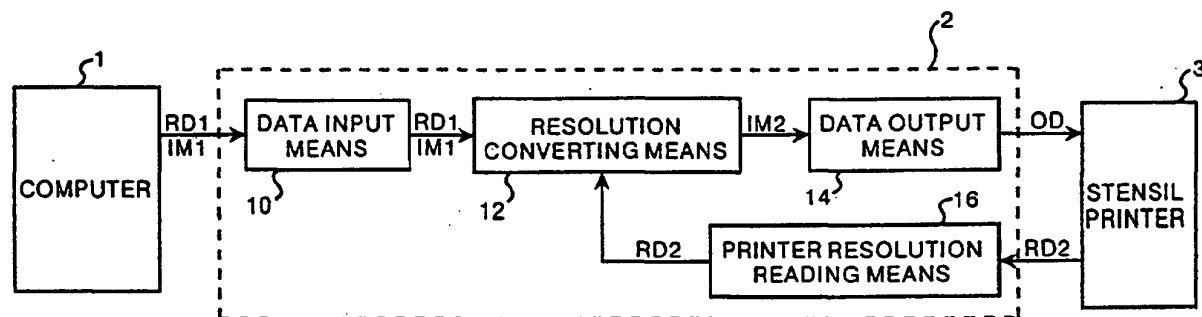 1
2
3
COMPUTER
RD1
IM1
DATA INPUT
MEANS
10
RD1
IM1
RESOLUTION
CONVERTING MEANS
12
IM2
DATA OUTPUT
MEANS
14
OD
STENSIL
PRINTER
16
RD2
PRINTER RESOLUTION
READING MEANS
RD2